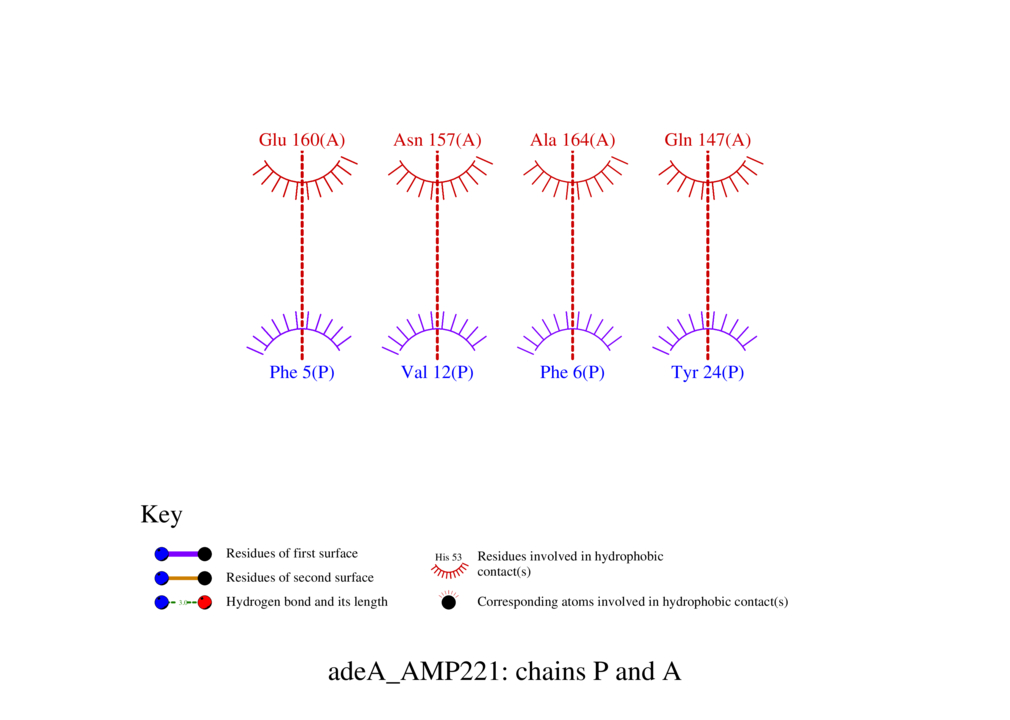 Glu 160(A) Asn 157(A) Ala 164(A) Gln 147(A)
Phe 5(P) Val 12(P) Phe 6(P) Tyr 24(P)
Key
Residues of first surface
Residues of second surface
3.0
Hydrogen bond and its length
His 53
Residues involved in hydrophobic
contact(s)
Corresponding atoms involved in hydrophobic contact(s)
adeA_AMP221: chains P and A